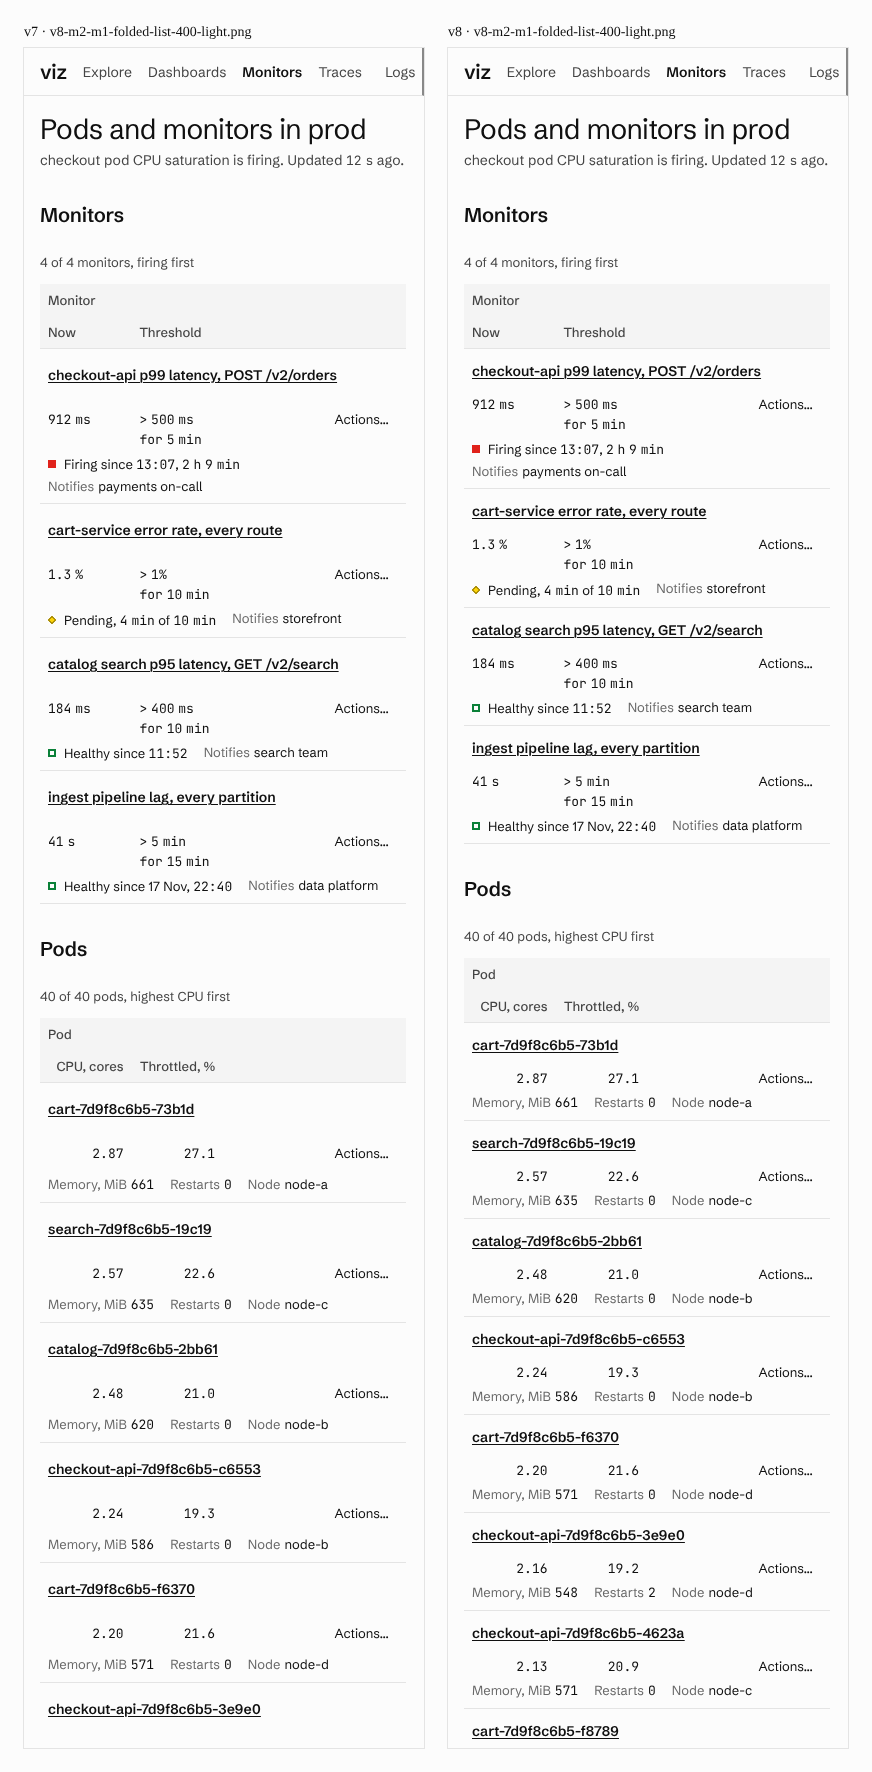 v7 · v8-m2-m1-folded-list-400-light.png
viz Explore Dashboards Monitors Traces Logs
Pods and monitors in prod
checkout pod CPU saturation is firing. Updated 12 s ago.
Monitors
4 of 4 monitors, firing first
Monitor
Now Threshold
checkout-api p99 latency, POST /v2/orders
912 ms > 500 ms Actions...
for 5 min
Firing since 13:07, 2 h 9 min
Notifies payments on-call
cart-service error rate, every route
1.3 % > 1% Actions...
for 10 min
Pending, 4 min of 10 min Notifies storefront
catalog search p95 latency, GET /v2/search
184 ms > 400 ms Actions...
for 10 min
Healthy since 11:52 Notifies search team
ingest pipeline lag, every partition
41 s > 5 min Actions...
for 15 min
Healthy since 17 Nov, 22:40 Notifies data platform
Pods
40 of 40 pods, highest CPU first
Pod
CPU, cores Throttled, %
cart-7d9f8c6b5-73b1d
2.87 27.1 Actions...
Memory, MiB 661 Restarts 0 Node node-a
search-7d9f8c6b5-19c19
2.57 22.6 Actions...
Memory, MiB 635 Restarts 0 Node node-c
catalog-7d9f8c6b5-2bb61
2.48 21.0 Actions...
Memory, MiB 620 Restarts 0 Node node-b
checkout-api-7d9f8c6b5-c6553
2.24 19.3 Actions...
Memory, MiB 586 Restarts 0 Node node-b
cart-7d9f8c6b5-f6370
2.20 21.6 Actions...
Memory, MiB 571 Restarts 0 Node node-d
checkout-api-7d9f8c6b5-3e9e0
v8 · v8-m2-m1-folded-list-400-light.png
viz Explore Dashboards Monitors Traces Logs
Pods and monitors in prod
checkout pod CPU saturation is firing. Updated 12 s ago.
Monitors
4 of 4 monitors, firing first
Monitor
Now Threshold
checkout-api p99 latency, POST /v2/orders
912 ms > 500 ms Actions...
for 5 min
Firing since 13:07, 2 h 9 min
Notifies payments on-call
cart-service error rate, every route
1.3 % > 1% Actions...
for 10 min
Pending, 4 min of 10 min Notifies storefront
catalog search p95 latency, GET /v2/search
184 ms > 400 ms Actions...
for 10 min
Healthy since 11:52 Notifies search team
ingest pipeline lag, every partition
41 s > 5 min Actions...
for 15 min
Healthy since 17 Nov, 22:40 Notifies data platform
Pods
40 of 40 pods, highest CPU first
Pod
CPU, cores Throttled, %
cart-7d9f8c6b5-73b1d
2.87 27.1 Actions...
Memory, MiB 661 Restarts 0 Node node-a
search-7d9f8c6b5-19c19
2.57 22.6 Actions...
Memory, MiB 635 Restarts 0 Node node-c
catalog-7d9f8c6b5-2bb61
2.48 21.0 Actions...
Memory, MiB 620 Restarts 0 Node node-b
checkout-api-7d9f8c6b5-c6553
2.24 19.3 Actions...
Memory, MiB 586 Restarts 0 Node node-b
cart-7d9f8c6b5-f6370
2.20 21.6 Actions...
Memory, MiB 571 Restarts 0 Node node-d
checkout-api-7d9f8c6b5-3e9e0
2.16 19.2 Actions...
Memory, MiB 548 Restarts 2 Node node-d
checkout-api-7d9f8c6b5-4623a
2.13 20.9 Actions...
Memory, MiB 571 Restarts 0 Node node-c
cart-7d9f8c6b5-f8789